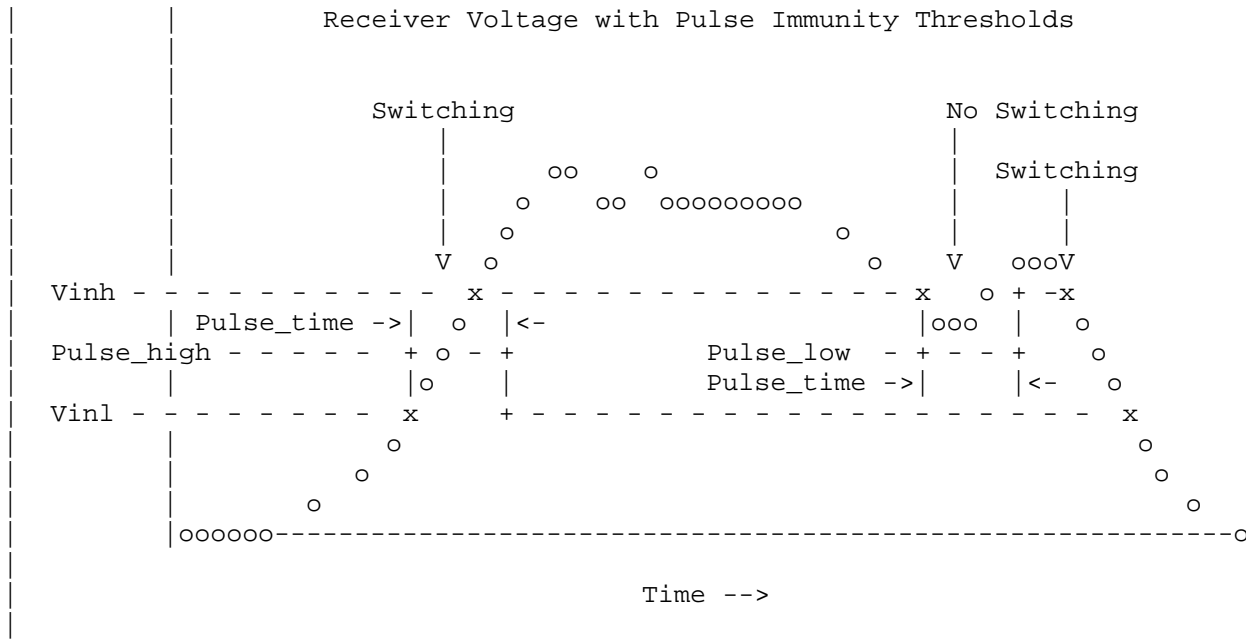 Receiver Voltage with Pulse Immunity Thresholds
Switching No Switching
Switching
Vinh
Pulse_time ->| |<-
Pulse_high Pulse_low
Pulse_time ->| |<-
Vinl
Time -->